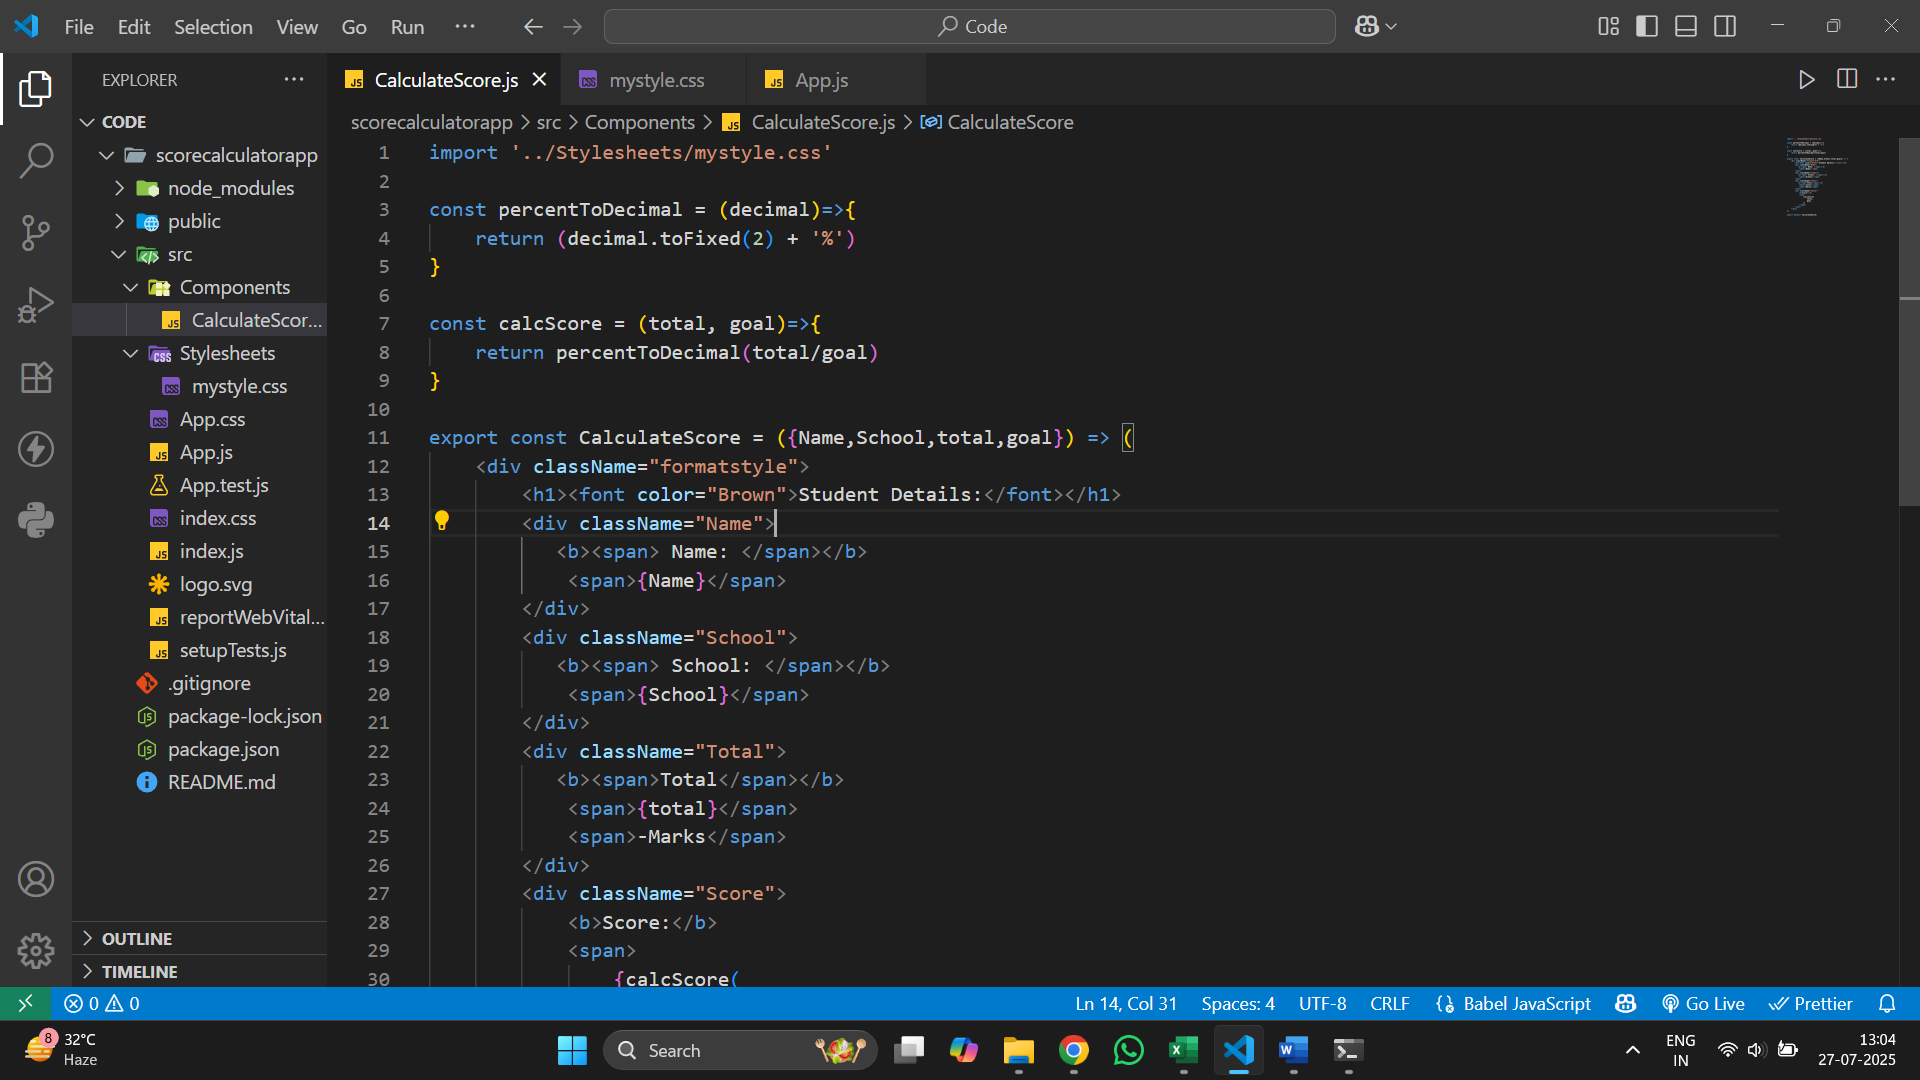 File Edit Selection View Go Run ··· Code
EXPLORER ···
CODE
scorecalculatorapp
node_modules
public
src
Components
CalculateScor...
Stylesheets
mystyle.css
App.css
App.js
App.test.js
index.css
index.js
logo.svg
reportWebVital...
setupTests.js
.gitignore
package-lock.json
package.json
README.md
OUTLINE
TIMELINE
CalculateScore.js mystyle.css App.js
scorecalculatorapp > src > Components > CalculateScore.js > CalculateScore
1 import '../Stylesheets/mystyle.css'
2
3 const percentToDecimal = (decimal)=>{
4 return (decimal.toFixed(2) + '%')
5 }
6
7 const calcScore = (total, goal)=>{
8 return percentToDecimal(total/goal)
9 }
10
11 export const CalculateScore = ({Name,School,total,goal}) => (
12 <div className="formatstyle">
13 <h1><font color="Brown">Student Details:</font></h1>
14 <div className="Name">
15 <b><span> Name: </span></b>
16 <span>{Name}</span>
17 </div>
18 <div className="School">
19 <b><span> School: </span></b>
20 <span>{School}</span>
21 </div>
22 <div className="Total">
23 <b><span>Total</span></b>
24 <span>{total}</span>
25 <span>-Marks</span>
26 </div>
27 <div className="Score">
28 <b>Score:</b>
29 <span>
30 {calcScore(
0 0 Ln 14, Col 31 Spaces: 4 UTF-8 CRLF Babel JavaScript Go Live Prettier
8 32°C
Haze
Search
ENG
IN
13:04
27-07-2025